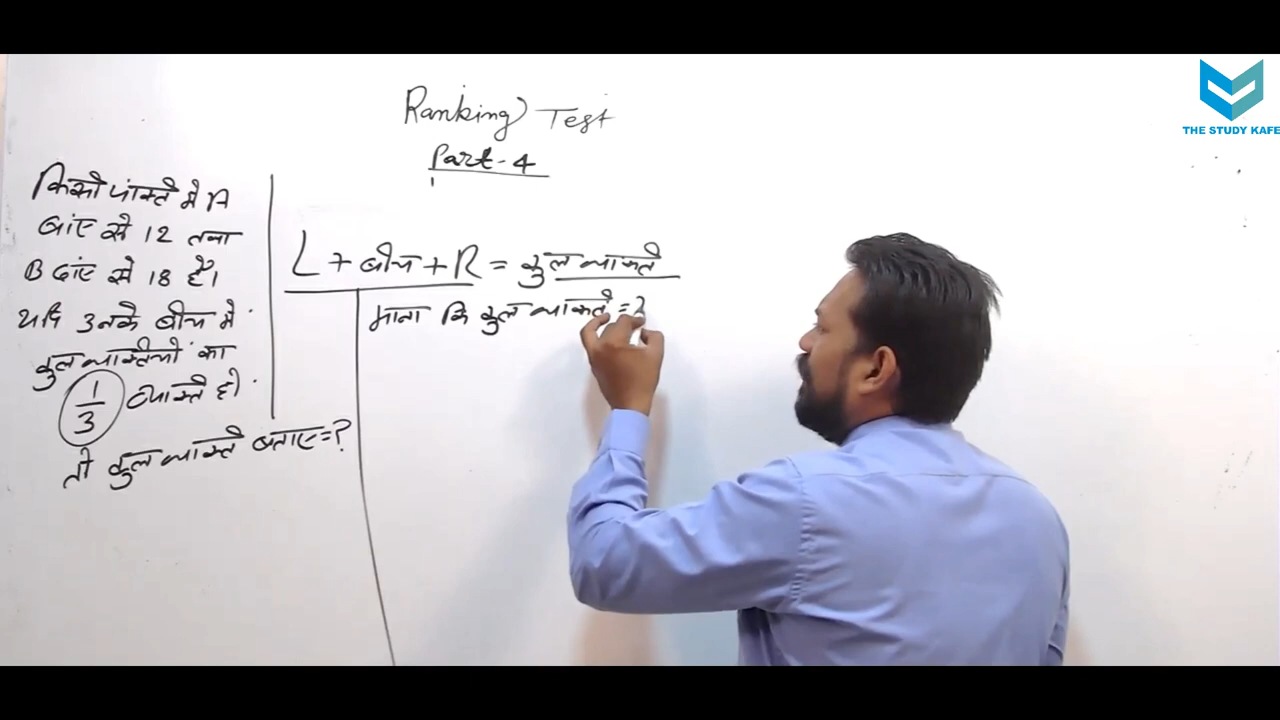 Ranking Test
Part-4
किसी पंक्ति में A
बांए से 12 तथा
B दांए से 18 है।
यदि उनके बीच में
कुल व्यक्तियों का
1/3 व्यक्ति हो
तो कुल व्यक्ति बताए=?
L + बीच + R = कुल व्यक्ति
माना कि कुल व्यक्ति =
THE STUDY KAFE